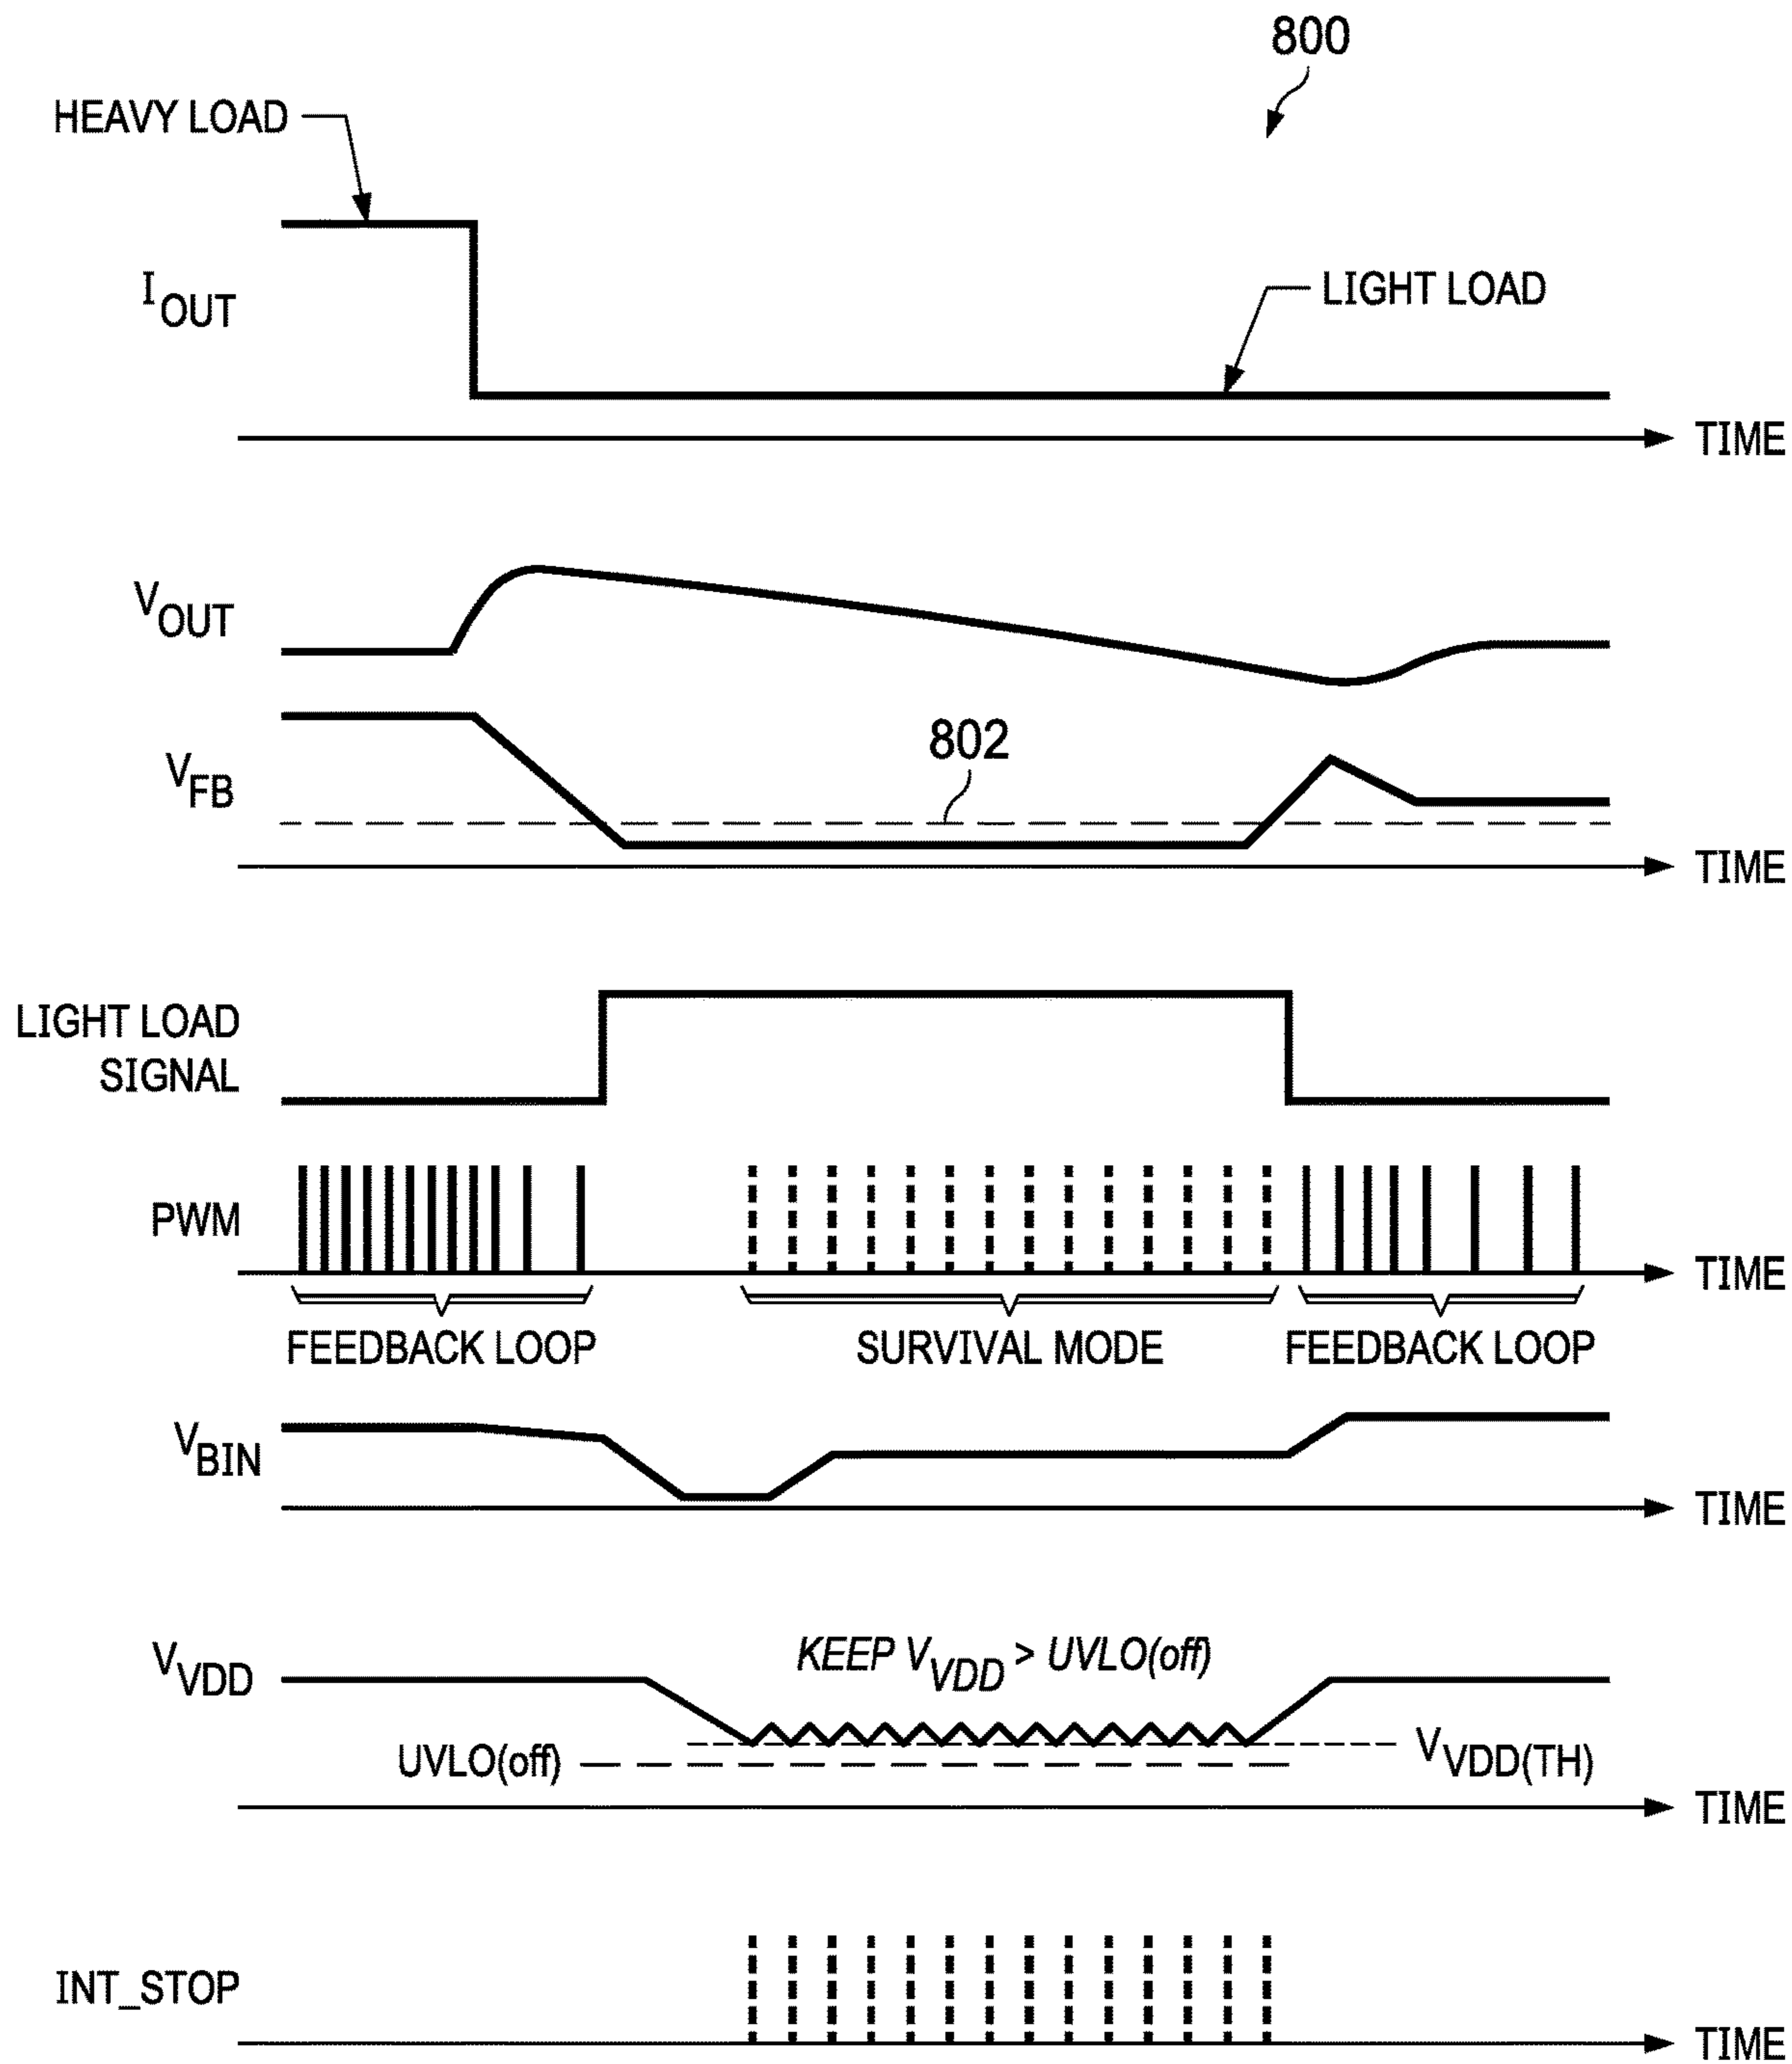 800
HEAVY LOAD
IOUT
LIGHT LOAD
TIME
VOUT
802
VFB
TIME
LIGHT LOAD
SIGNAL
PWM
TIME
FEEDBACK LOOP
SURVIVAL MODE
FEEDBACK LOOP
VBIN
TIME
VVDD
KEEP VVDD > UVLO(off)
UVLO(off)
VVDD(TH)
TIME
INT_STOP
TIME